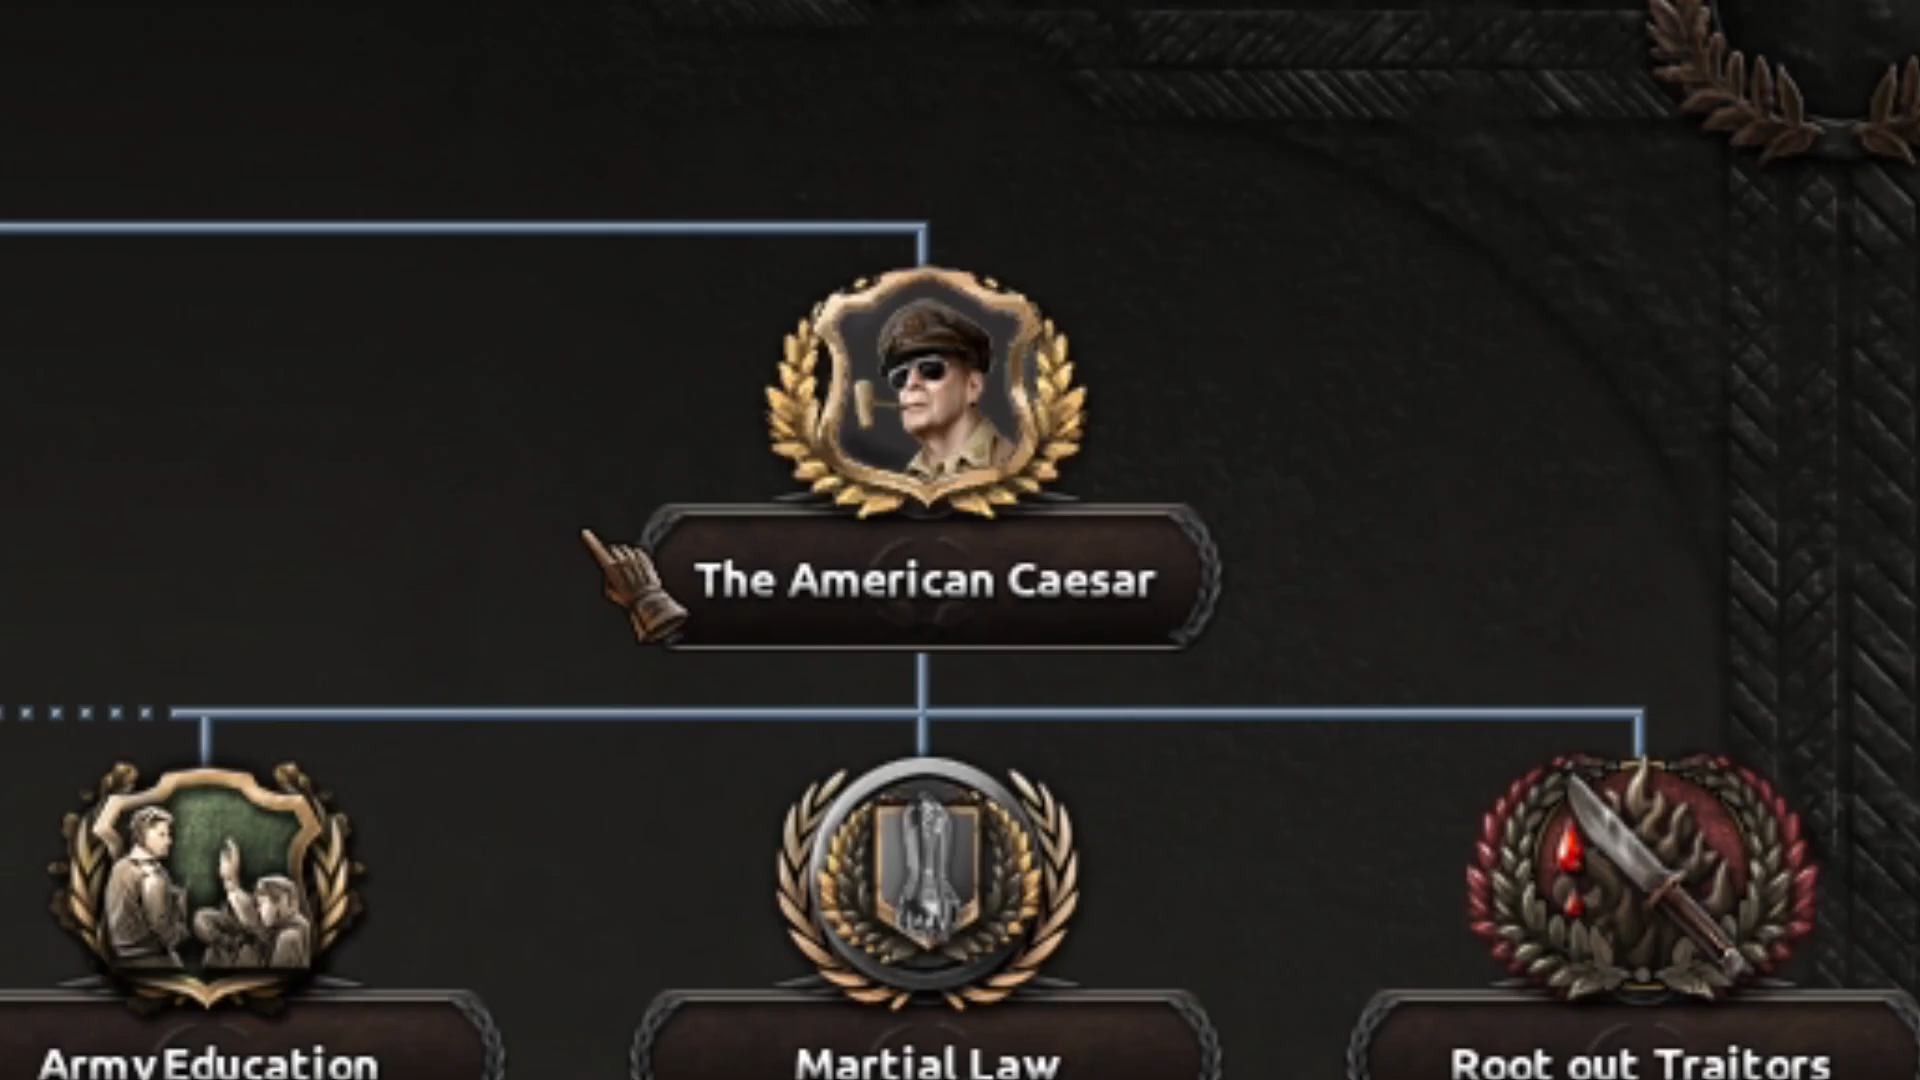 The American Caesar
Army Education
Martial Law
Root out Traitors